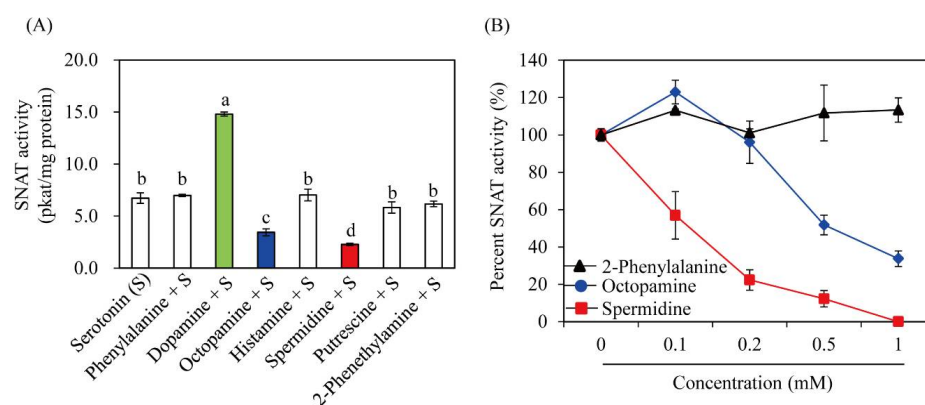 (A)
SNAT activity
(pkat/mg protein)
20.0
15.0
10.0
5.0
0.0
b
b
a
c
b
d
b
b
Serotonin (S)
Phenylalanine + S
Dopamine + S
Octopamine + S
Histamine + S
Spermidine + S
Putrescine + S
2-Phenethylamine + S
(B)
Percent SNAT activity (%)
140
120
100
80
60
40
20
0
2-Phenylalanine
Octopamine
Spermidine
0
0.1
0.2
0.5
1
Concentration (mM)